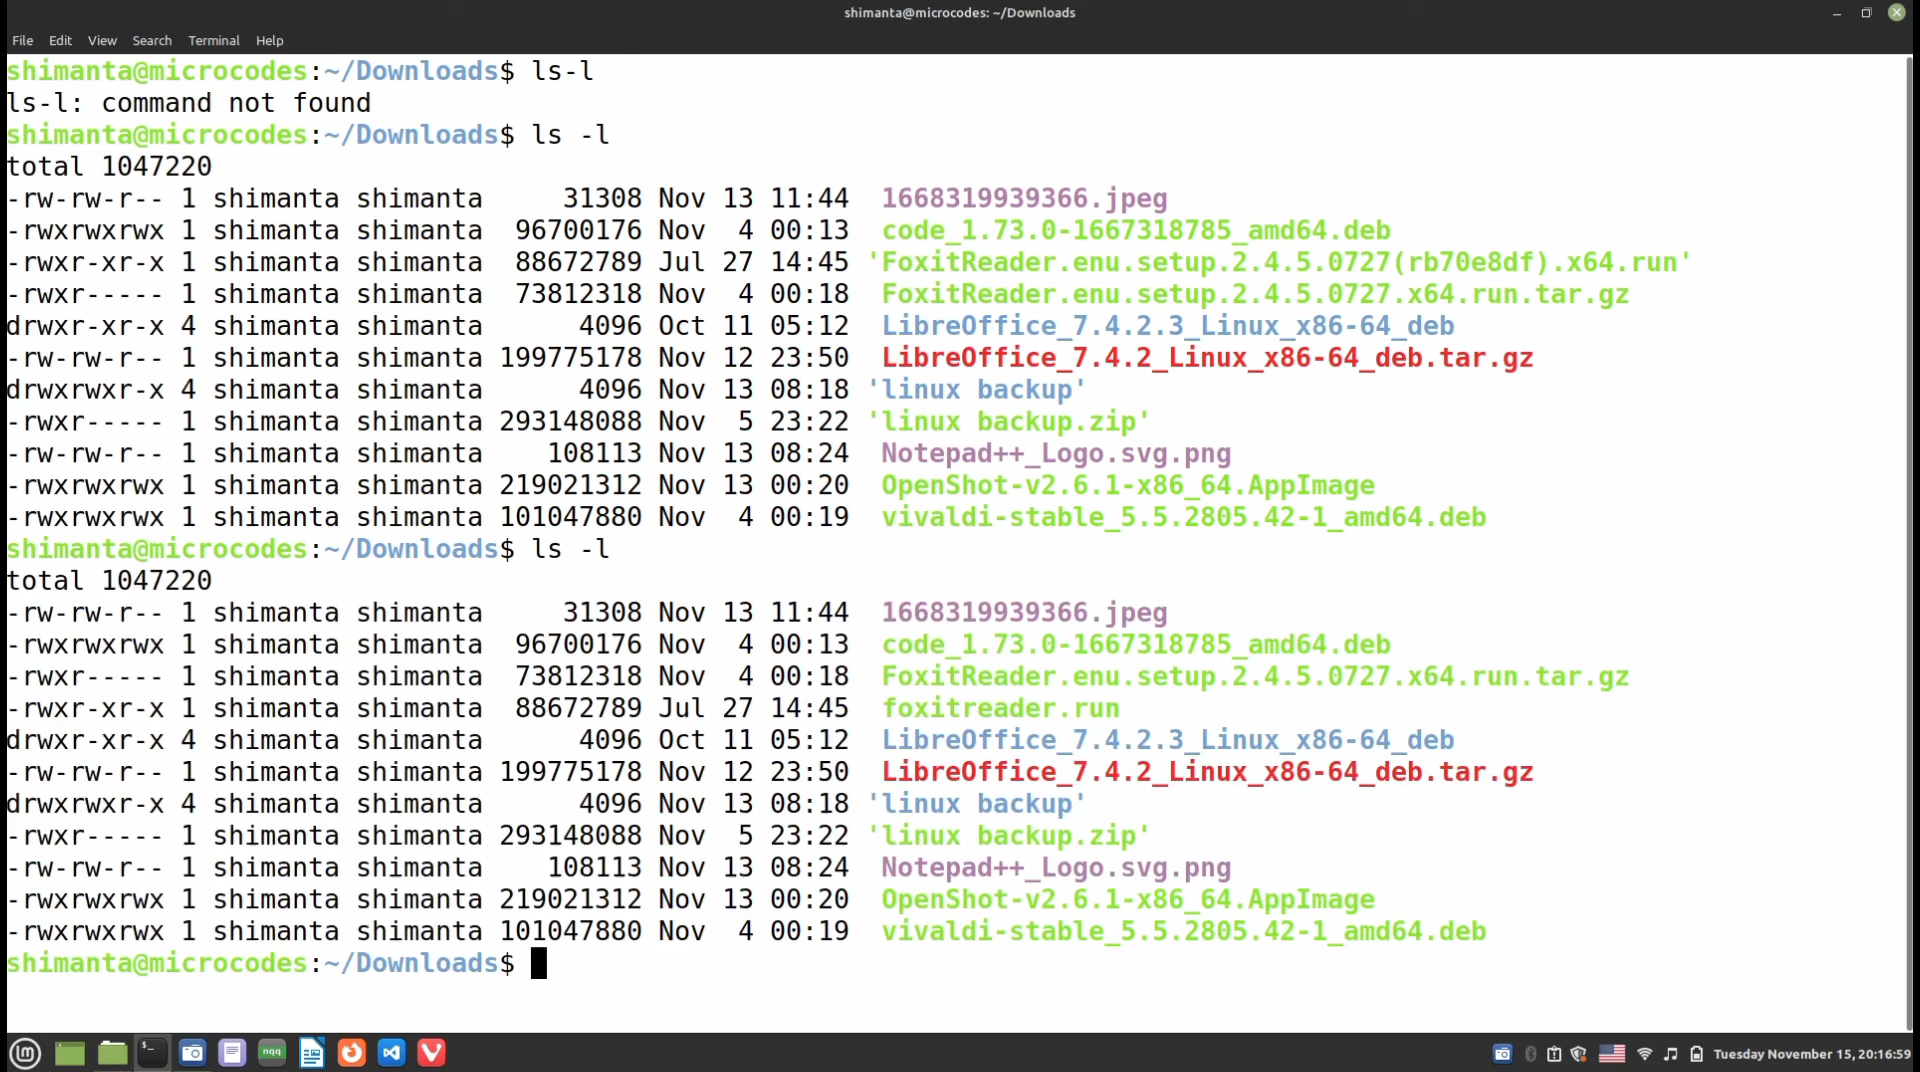 shimanta@microcodes: ~/Downloads
File Edit View Search Terminal Help
shimanta@microcodes:~/Downloads$ ls-l
ls-l: command not found
shimanta@microcodes:~/Downloads$ ls -l
total 1047220
-rw-rw-r-- 1 shimanta shimanta     31308 Nov 13 11:44  1668319939366.jpeg
-rwxrwxrwx 1 shimanta shimanta  96700176 Nov  4 00:13  code_1.73.0-1667318785_amd64.deb
-rwxr-xr-x 1 shimanta shimanta  88672789 Jul 27 14:45 'FoxitReader.enu.setup.2.4.5.0727(rb70e8df).x64.run'
-rwxr----- 1 shimanta shimanta  73812318 Nov  4 00:18  FoxitReader.enu.setup.2.4.5.0727.x64.run.tar.gz
drwxr-xr-x 4 shimanta shimanta      4096 Oct 11 05:12  LibreOffice_7.4.2.3_Linux_x86-64_deb
-rw-rw-r-- 1 shimanta shimanta 199775178 Nov 12 23:50  LibreOffice_7.4.2_Linux_x86-64_deb.tar.gz
drwxrwxr-x 4 shimanta shimanta      4096 Nov 13 08:18 'linux backup'
-rwxr----- 1 shimanta shimanta 293148088 Nov  5 23:22 'linux backup.zip'
-rw-rw-r-- 1 shimanta shimanta    108113 Nov 13 08:24  Notepad++_Logo.svg.png
-rwxrwxrwx 1 shimanta shimanta 219021312 Nov 13 00:20  OpenShot-v2.6.1-x86_64.AppImage
-rwxrwxrwx 1 shimanta shimanta 101047880 Nov  4 00:19  vivaldi-stable_5.5.2805.42-1_amd64.deb
shimanta@microcodes:~/Downloads$ ls -l
total 1047220
-rw-rw-r-- 1 shimanta shimanta     31308 Nov 13 11:44  1668319939366.jpeg
-rwxrwxrwx 1 shimanta shimanta  96700176 Nov  4 00:13  code_1.73.0-1667318785_amd64.deb
-rwxr----- 1 shimanta shimanta  73812318 Nov  4 00:18  FoxitReader.enu.setup.2.4.5.0727.x64.run.tar.gz
-rwxr-xr-x 1 shimanta shimanta  88672789 Jul 27 14:45  foxitreader.run
drwxr-xr-x 4 shimanta shimanta      4096 Oct 11 05:12  LibreOffice_7.4.2.3_Linux_x86-64_deb
-rw-rw-r-- 1 shimanta shimanta 199775178 Nov 12 23:50  LibreOffice_7.4.2_Linux_x86-64_deb.tar.gz
drwxrwxr-x 4 shimanta shimanta      4096 Nov 13 08:18 'linux backup'
-rwxr----- 1 shimanta shimanta 293148088 Nov  5 23:22 'linux backup.zip'
-rw-rw-r-- 1 shimanta shimanta    108113 Nov 13 08:24  Notepad++_Logo.svg.png
-rwxrwxrwx 1 shimanta shimanta 219021312 Nov 13 00:20  OpenShot-v2.6.1-x86_64.AppImage
-rwxrwxrwx 1 shimanta shimanta 101047880 Nov  4 00:19  vivaldi-stable_5.5.2805.42-1_amd64.deb
shimanta@microcodes:~/Downloads$
nqq
Tuesday November 15, 20:16:59